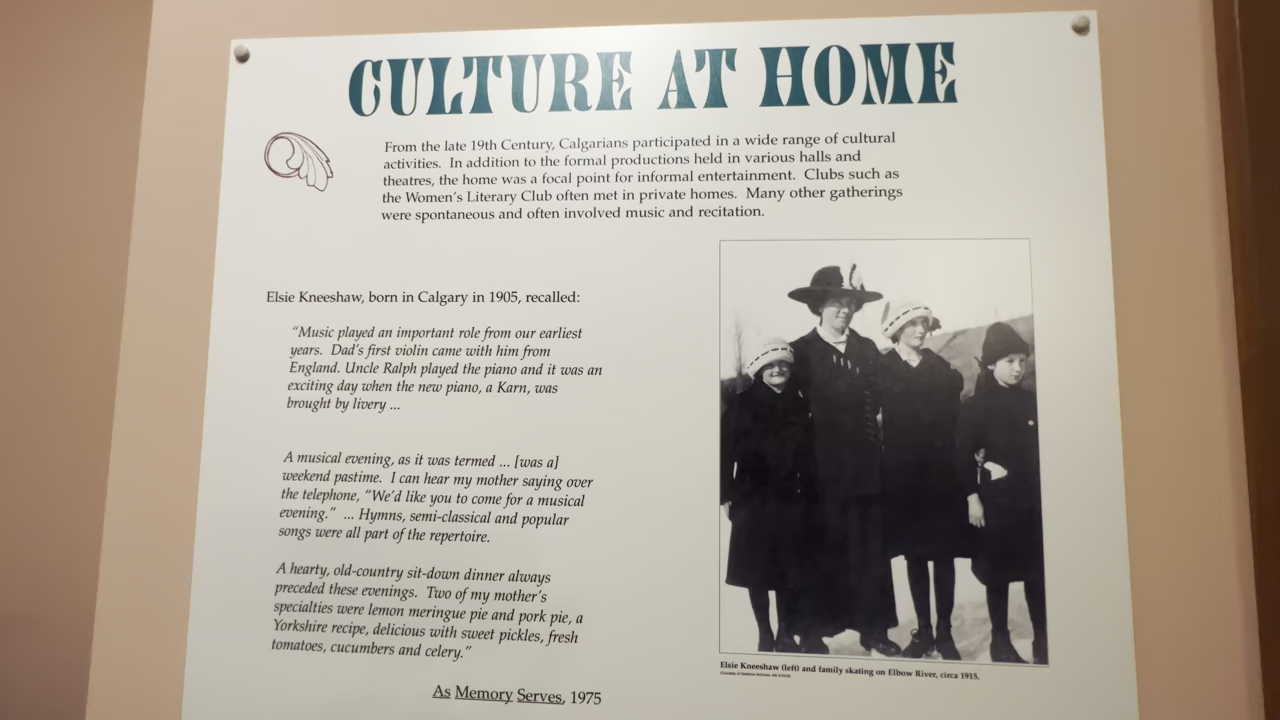 CULTURE AT HOME
From the late 19th Century, Calgarians participated in a wide range of cultural
activities. In addition to the formal productions held in various halls and
theatres, the home was a focal point for informal entertainment. Clubs such as
the Women's Literary Club often met in private homes. Many other gatherings
were spontaneous and often involved music and recitation.
Elsie Kneeshaw, born in Calgary in 1905, recalled:
"Music played an important role from our earliest
years. Dad's first violin came with him from
England. Uncle Ralph played the piano and it was an
exciting day when the new piano, a Karn, was
brought by livery ...
A musical evening, as it was termed ... [was a]
weekend pastime. I can hear my mother saying over
the telephone, "We'd like you to come for a musical
evening." ... Hymns, semi-classical and popular
songs were all part of the repertoire.
A hearty, old-country sit-down dinner always
preceded these evenings. Two of my mother's
specialties were lemon meringue pie and pork pie, a
Yorkshire recipe, delicious with sweet pickles, fresh
tomatoes, cucumbers and celery."
As Memory Serves, 1975
Elsie Kneeshaw (left) and family skating on Elbow River, circa 1915.